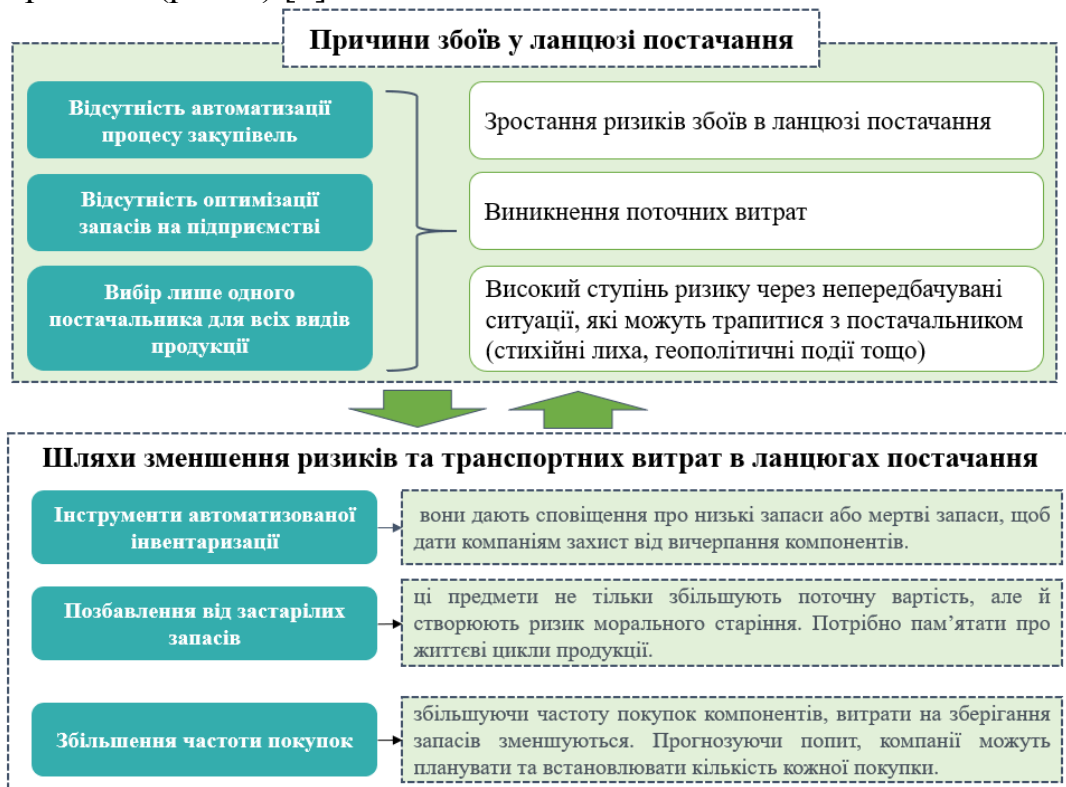 Причини збоїв у ланцюзі постачання
Відсутність автоматизації
процесу закупівель
Зростання ризиків збоїв в ланцюзі постачання
Відсутність оптимізації
запасів на підприємстві
Виникнення поточних витрат
Вибір лише одного
постачальника для всіх видів
продукції
Високий ступінь ризику через непередбачувані
ситуації, які можуть трапитися з постачальником
(стихійні лиха, геополітичні події тощо)
Шляхи зменшення ризиків та транспортних витрат в ланцюгах постачання
Інструменти автоматизованої
інвентаризації
вони дають сповіщення про низькі запаси або мертві запаси, щоб
дати компаніям захист від вичерпання компонентів.
Позбавлення від застарілих
запасів
ці предмети не тільки збільшують поточну вартість, але й
створюють ризик морального старіння. Потрібно пам’ятати про
життєві цикли продукції.
Збільшення частоти покупок
збільшуючи частоту покупок компонентів, витрати на зберігання
запасів зменшуються. Прогнозуючи попит, компанії можуть
планувати та встановлювати кількість кожної покупки.